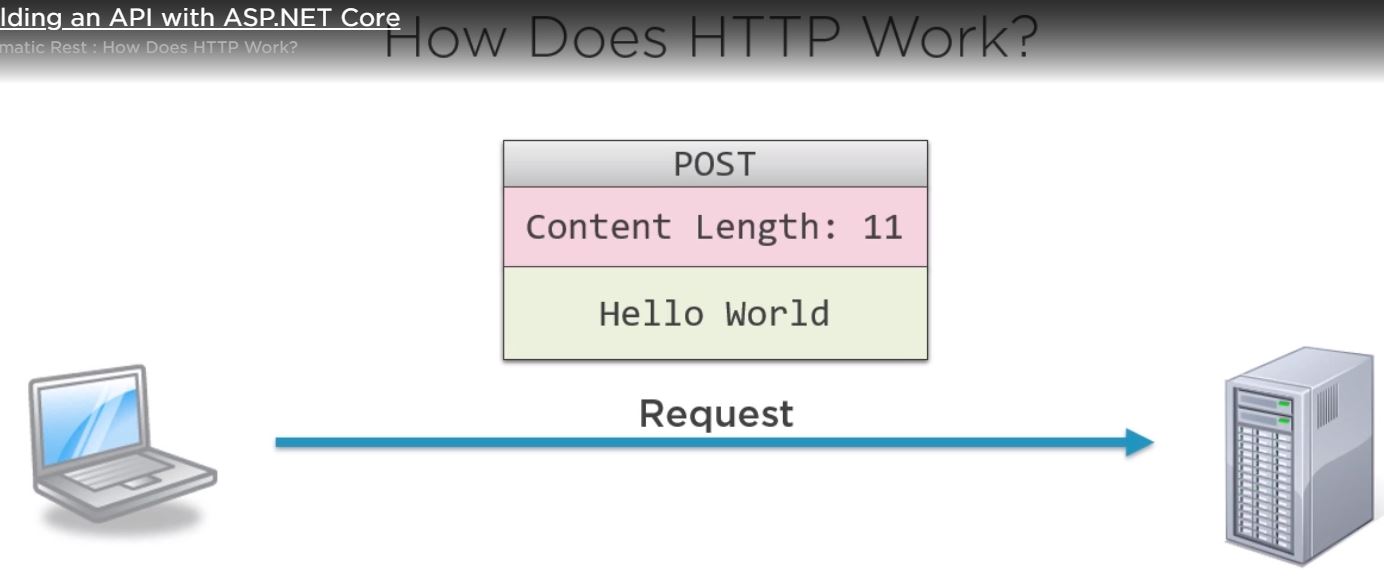 lding an API with ASP.NET Core
matic Rest : How Does HTTP Work?
How Does HTTP Work?
POST
Content Length: 11
Hello World
Request